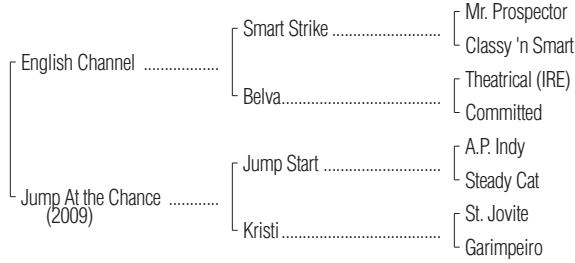 Mr. Prospector
Smart Strike ....................................
Classy 'n Smart
English Channel ..................
Theatrical (IRE)
Belva.....................................................
Committed
A.P. Indy
Jump Start ......................................
Steady Cat
Jump At the Chance ............
(2009)
St. Jovite
Kristi.....................................................
Garimpeiro